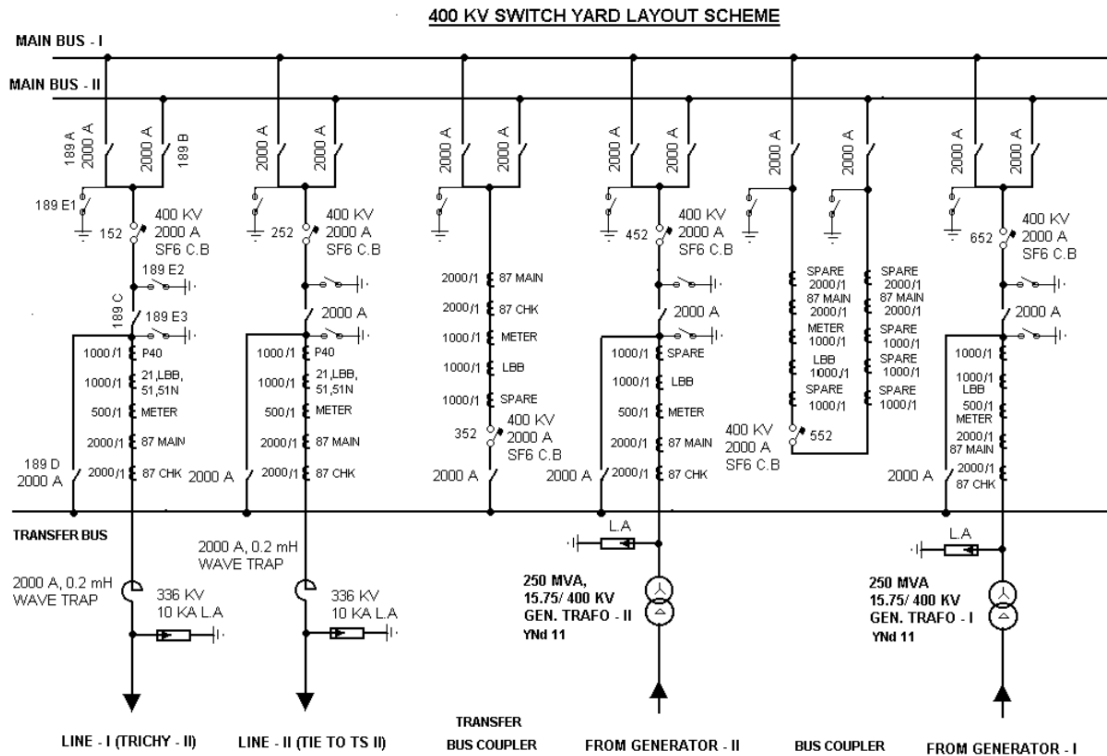 400 KV SWITCH YARD LAYOUT SCHEME
MAIN BUS - I
MAIN BUS - II
189 A
2000 A
2000 A
189 B
2000 A
2000 A
2000 A
2000 A
2000 A
2000 A
2000 A
2000 A
2000 A
2000 A
189 E1
152
400 KV
2000 A
SF6 C.B
189 E2
189 C
189 E3
1000/1 P40
1000/1 21,LBB,
51,51N
500/1 METER
2000/1 87 MAIN
2000/1 87 CHK
189 D
2000 A
252
400 KV
2000 A
SF6 C.B
2000 A
1000/1 P40
1000/1 21,LBB,
51,51N
500/1 METER
2000/1 87 MAIN
2000/1 87 CHK
2000 A
2000/1 87 MAIN
2000/1 87 CHK
1000/1 METER
1000/1 LBB
1000/1 SPARE
352
400 KV
2000 A
SF6 C.B
2000 A
452
400 KV
2000 A
SF6 C.B
2000 A
1000/1 SPARE
1000/1 LBB
500/1 METER
2000/1 87 MAIN
2000/1 87 CHK
2000 A
SPARE
2000/1
87 MAIN
2000/1
METER
1000/1
LBB
1000/1
SPARE
1000/1
400 KV
2000 A
SF6 C.B
552
SPARE
2000/1
87 MAIN
2000/1
SPARE
1000/1
SPARE
1000/1
SPARE
1000/1
652
400 KV
2000 A
SF6 C.B
2000 A
1000/1
1000/1
LBB
500/1
METER
2000/1
87 MAIN
2000/1
87 CHK
2000 A
TRANSFER BUS
2000 A, 0.2 mH
WAVE TRAP
336 KV
10 KA L.A
2000 A, 0.2 mH
WAVE TRAP
336 KV
10 KA L.A
L.A
250 MVA,
15.75/ 400 KV
GEN. TRAFO - II
YNd 11
L.A
250 MVA
15.75/ 400 KV
GEN. TRAFO - I
YNd 11
LINE - I (TRICHY - II)
LINE - II (TIE TO TS II)
TRANSFER
BUS COUPLER
FROM GENERATOR - II
BUS COUPLER
FROM GENERATOR - I